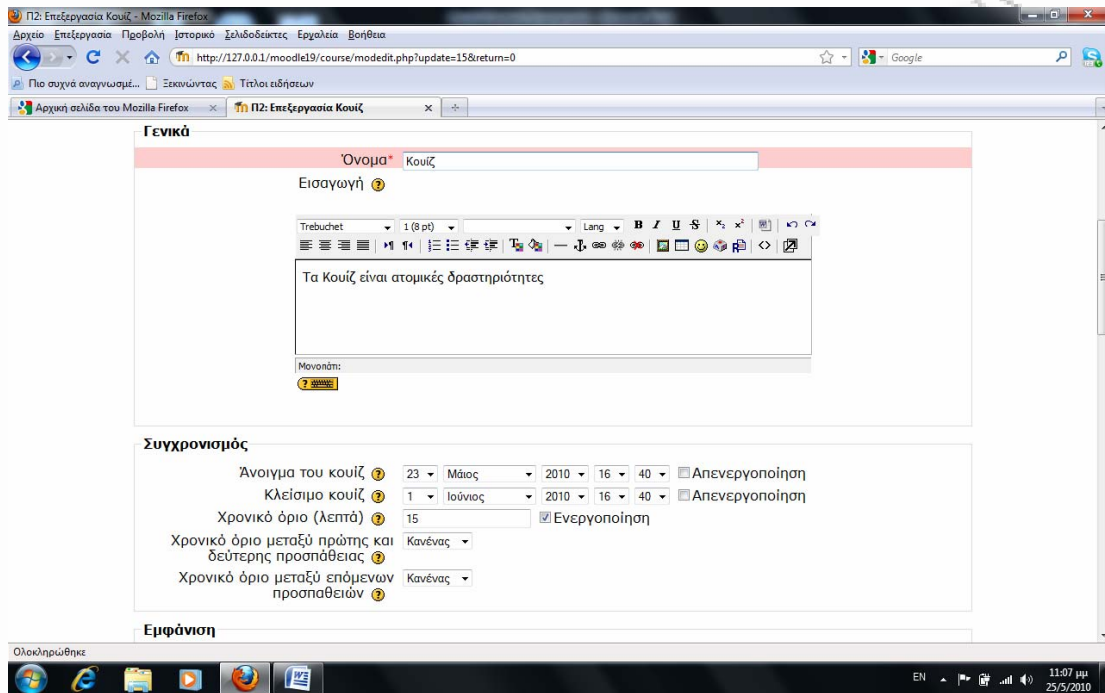 Π2: Επεξεργασία Κουίζ - Mozilla Firefox
Αρχείο Επεξεργασία Προβολή Ιστορικό Σελιδοδείκτες Εργαλεία Βοήθεια
http://127.0.0.1/moodle19/course/modedit.php?update=15&return=0 Google
Πιο συχνά αναγνωσμέ... Ξεκινώντας Τίτλοι ειδήσεων
Αρχική σελίδα του Mozilla Firefox Π2: Επεξεργασία Κουίζ
Γενικά
Όνομα* Κουίζ
Εισαγωγή
Trebuchet 1 (8 pt) Lang B I U S
Τα Κουίζ είναι ατομικές δραστηριότητες
Μονοπάτι:
Συγχρονισμός
Άνοιγμα του κουίζ 23 Μάιος 2010 16 40 Απενεργοποίηση
Κλείσιμο κουίζ 1 Ιούνιος 2010 16 40 Απενεργοποίηση
Χρονικό όριο (λεπτά) 15 Ενεργοποίηση
Χρονικό όριο μεταξύ πρώτης και Κανένας
δεύτερης προσπάθειας
Χρονικό όριο μεταξύ επόμενων Κανένας
προσπαθειών
Εμφάνιση
Ολοκληρώθηκε
EN 11:07 μμ
25/5/2010